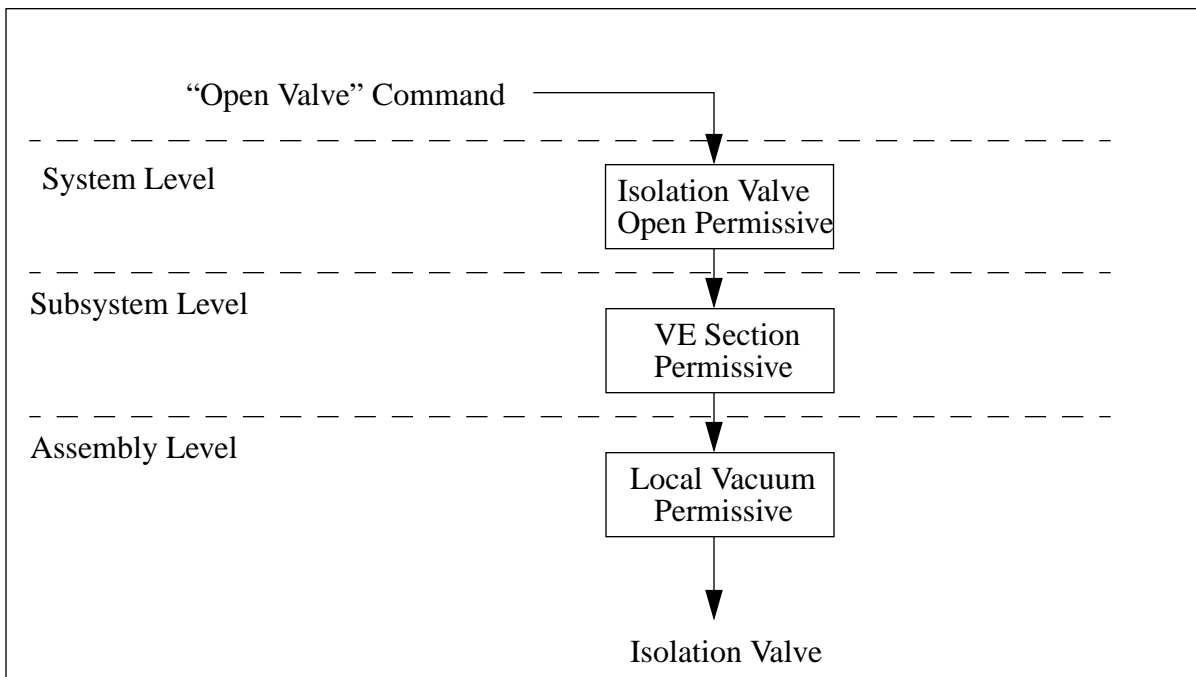 “Open Valve” Command
System Level
Isolation Valve
Open Permissive
Subsystem Level
VE Section
Permissive
Assembly Level
Local Vacuum
Permissive
Isolation Valve